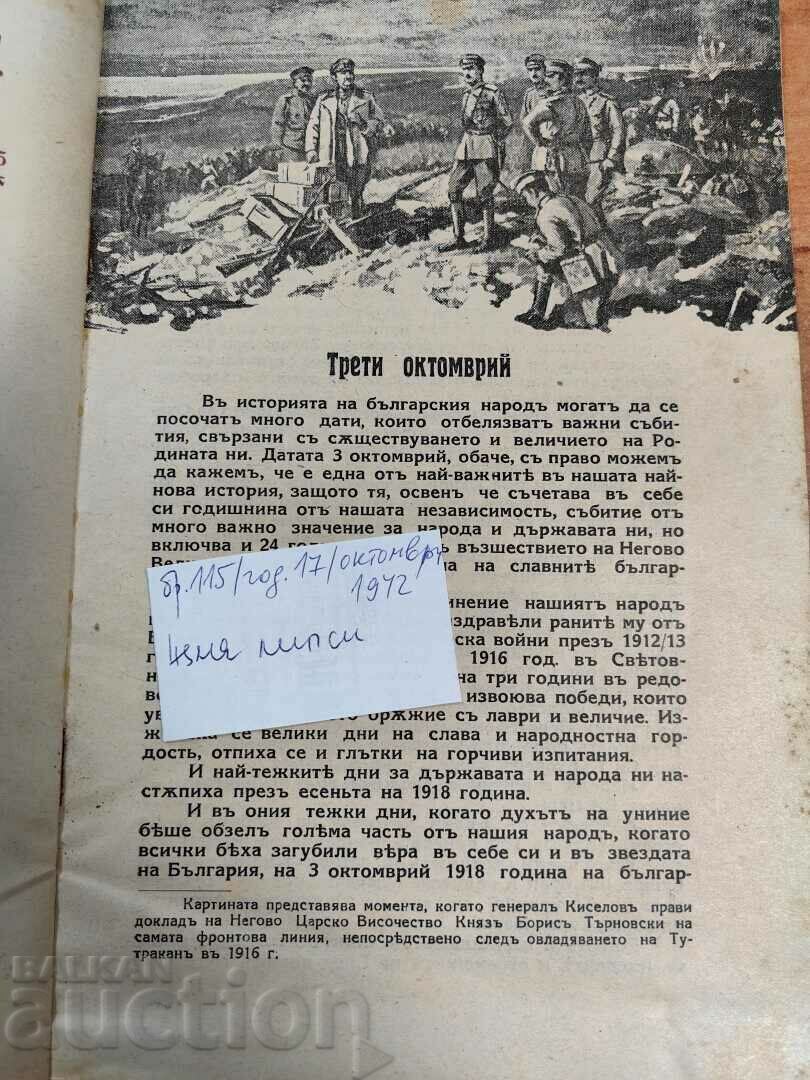 Трети октомврий
Въ историята на българския народъ могатъ да се
посочатъ много дати, които отбелязватъ важни съби-
тия, свързани съ сѫществуването и величието на Ро-
дината ни. Датата 3 октомврий, обаче, съ право можемъ
да кажемъ, че е една отъ най-важнитѣ въ нашата най-
нова история, защото тя, освенъ че съчетава въ себе
си годишнина отъ нашата независимость, събитие отъ
много важно значение за народа и държавата ни, но
включва и 24 възшествието на Негово
на славнитѣ българ-
нашиятъ народъ
ранитѣ му отъ
войни презъ 1912/13
1916 год. въ Свѣтов-
на три години въ редо-
извоюва победи, които
орѫжие съ лаври и величие. Из-
се велики дни на слава и народностна гор-
дость, отпиха се и глътки на горчиви изпитания.
И най-тежкитѣ дни за държавата и народа ни на-
стѫпиха презъ есеньта на 1918 година.
И въ ония тежки дни, когато духътъ на униние
бѣше обзелъ голѣма часть отъ нашия народъ, когато
всички бѣха загубили вѣра въ себе си и въ звездата
на България, на 3 октомврий 1918 година на българ-
Картината представява момента, когато генералъ Киселовъ прави
докладъ на Негово Царско Височество Князъ Борисъ Търновски на
самата фронтова линия, непосрѣдствено следъ овладяването на Ту-
траканъ въ 1916 г.
бр. 115/год. 17/октомври
1942
липси
BALKAN
auction